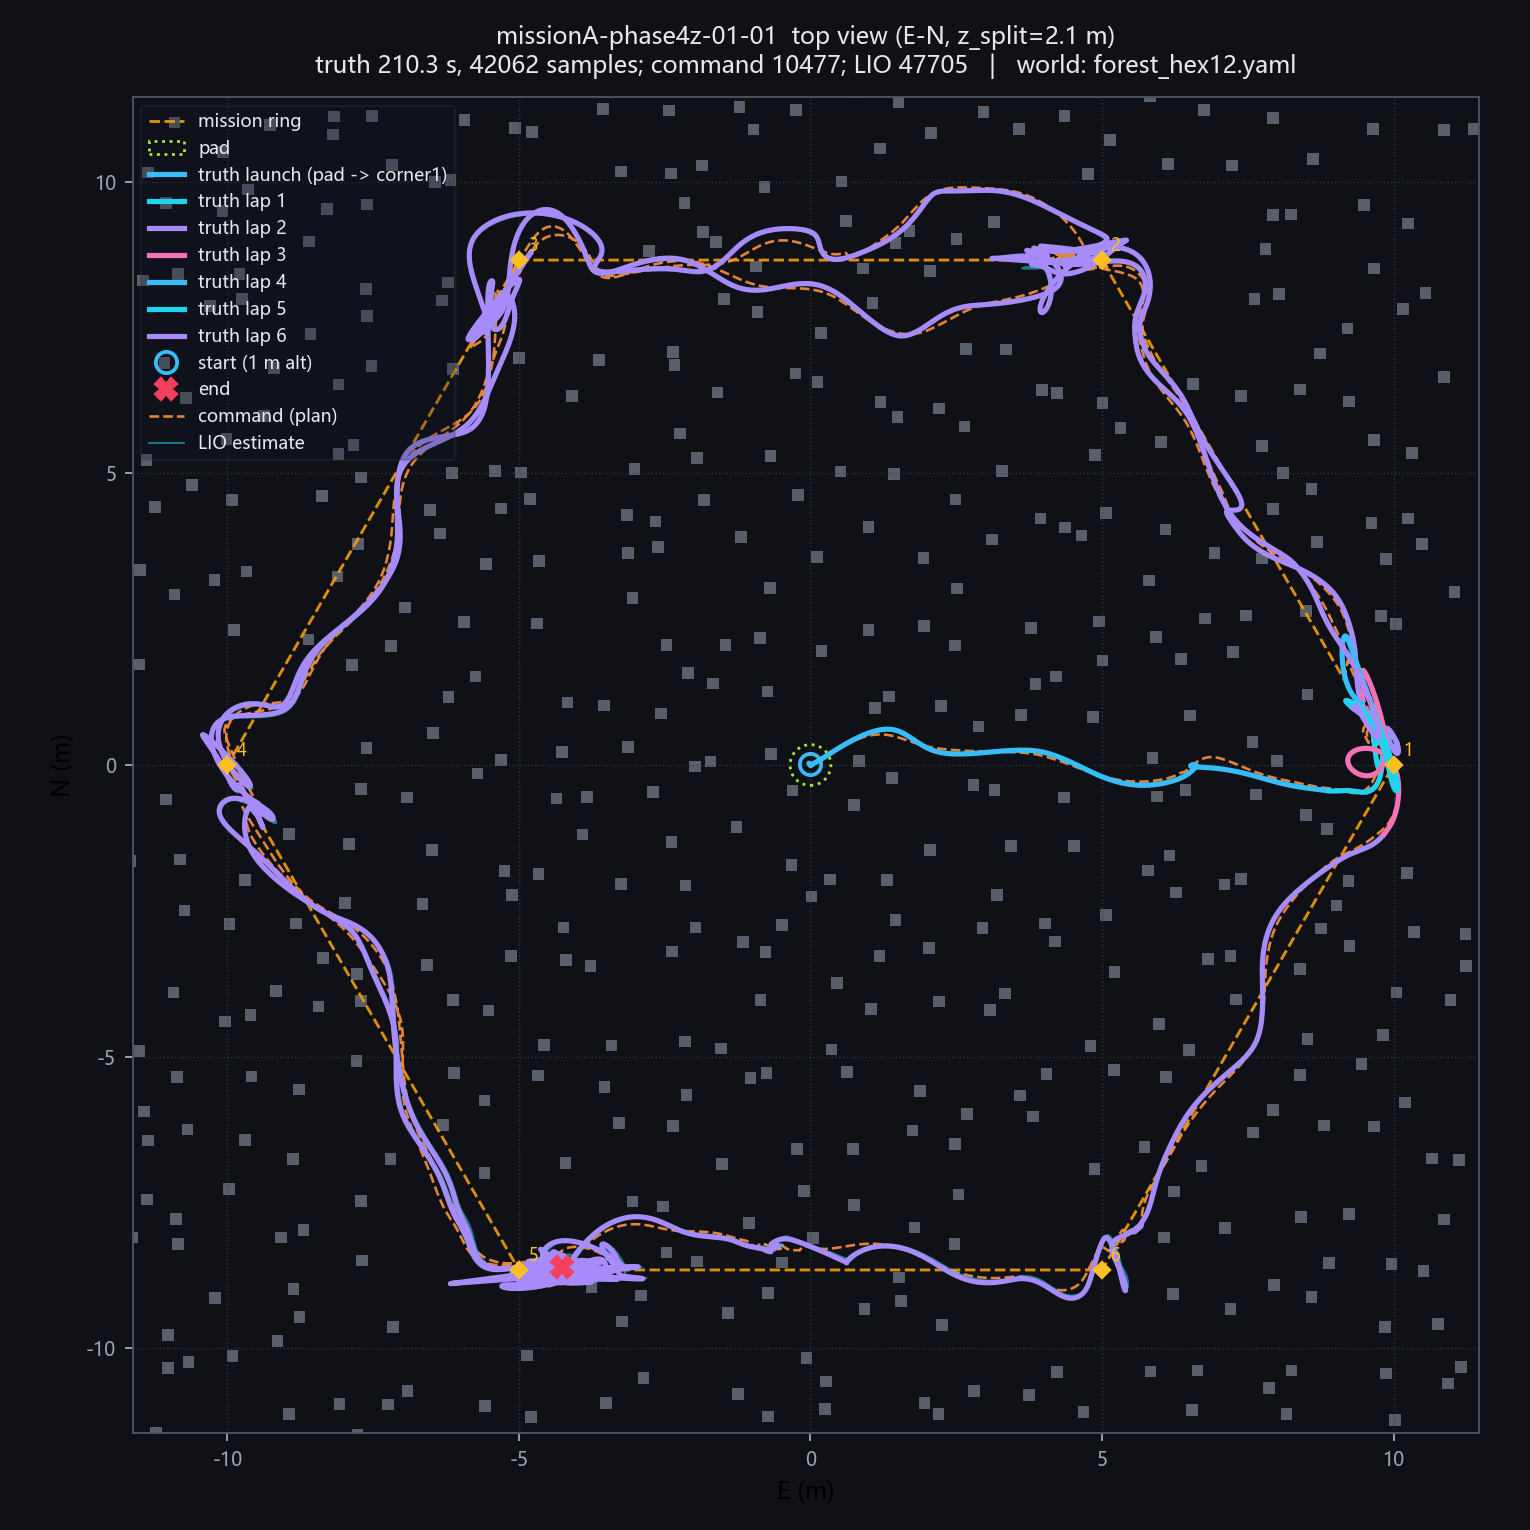 missionA-phase4z-01-01  top view (E-N, z_split=2.1 m)
truth 210.3 s, 42062 samples; command 10477; LIO 47705   |   world: forest_hex12.yaml
mission ring
pad
truth launch (pad -> corner1)
truth lap 1
truth lap 2
truth lap 3
truth lap 4
truth lap 5
truth lap 6
start (1 m alt)
end
command (plan)
LIO estimate
3
2
4
1
5
6
10
5
0
-5
-10
N (m)
-10
-5
0
5
10
E (m)